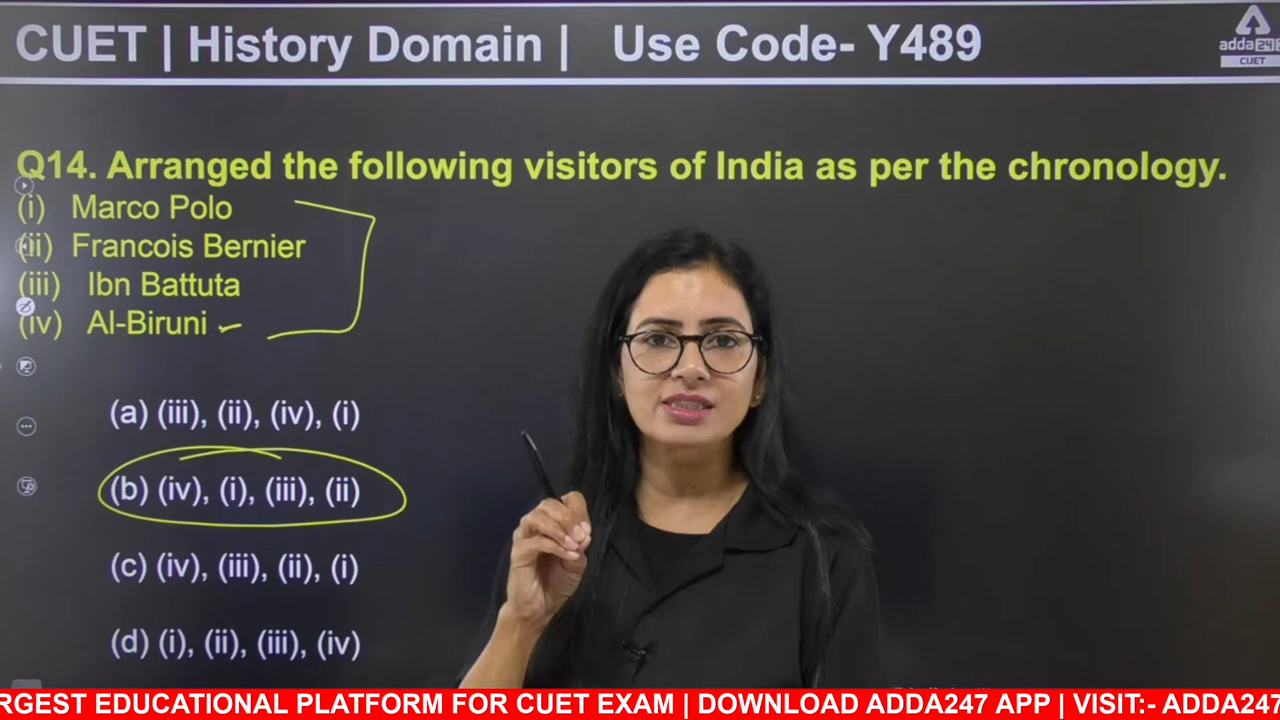 CUET | History Domain | Use Code- Y489
adda 247
CUET
Q14. Arranged the following visitors of India as per the chronology.
(i) Marco Polo
(ii) Francois Bernier
(iii) Ibn Battuta
(iv) Al-Biruni
(a) (iii), (ii), (iv), (i)
(b) (iv), (i), (iii), (ii)
(c) (iv), (iii), (ii), (i)
(d) (i), (ii), (iii), (iv)
RGEST EDUCATIONAL PLATFORM FOR CUET EXAM | DOWNLOAD ADDA247 APP | VISIT:- ADDA247